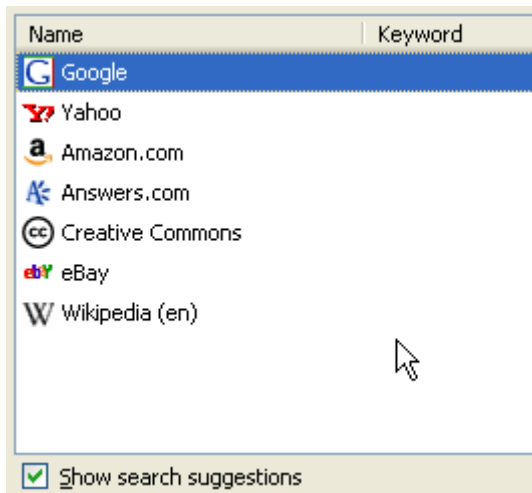 Name Keyword
Google
Yahoo
Amazon.com
Answers.com
Creative Commons
eBay
Wikipedia (en)
Show search suggestions